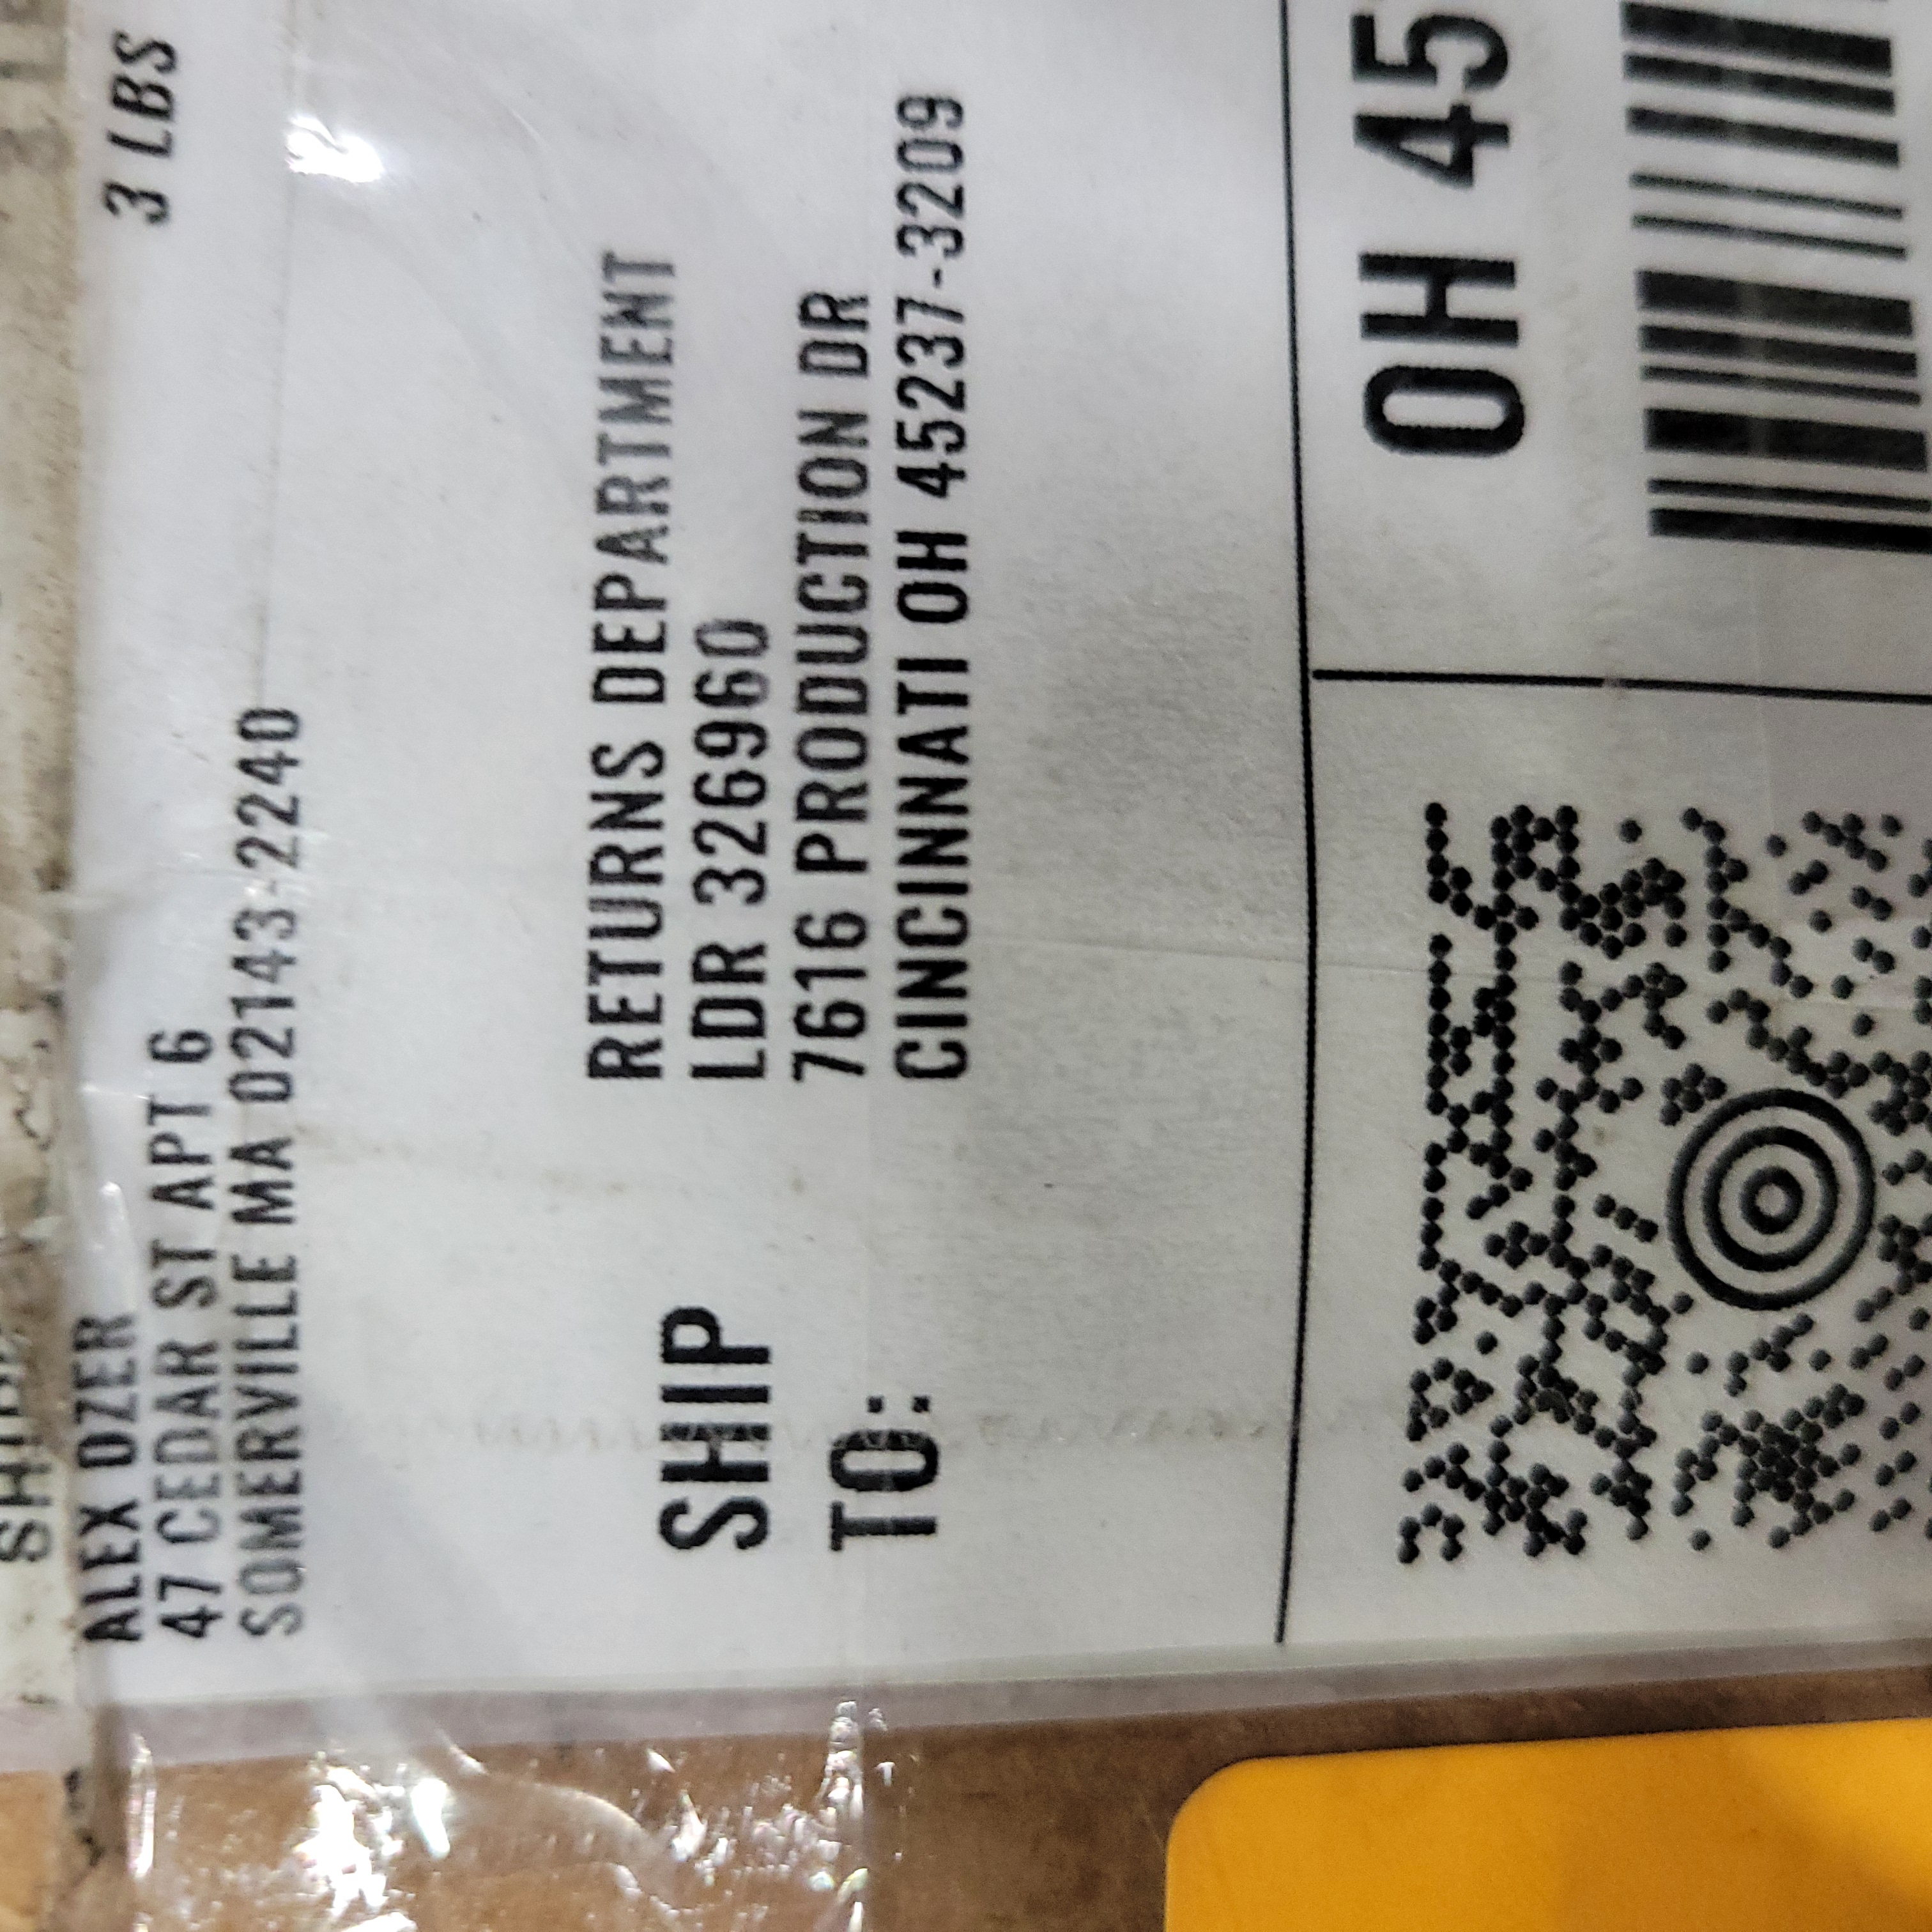 ALEX OZER
3 LBS
47 CEDAR ST APT 6
SOMERVILLE MA 02143-2240
SHIP
TO:
RETURNS DEPARTMENT
LDR 326960
7616 PRODUCTION DR
CINCINNATI OH 45237-3209
OH 45